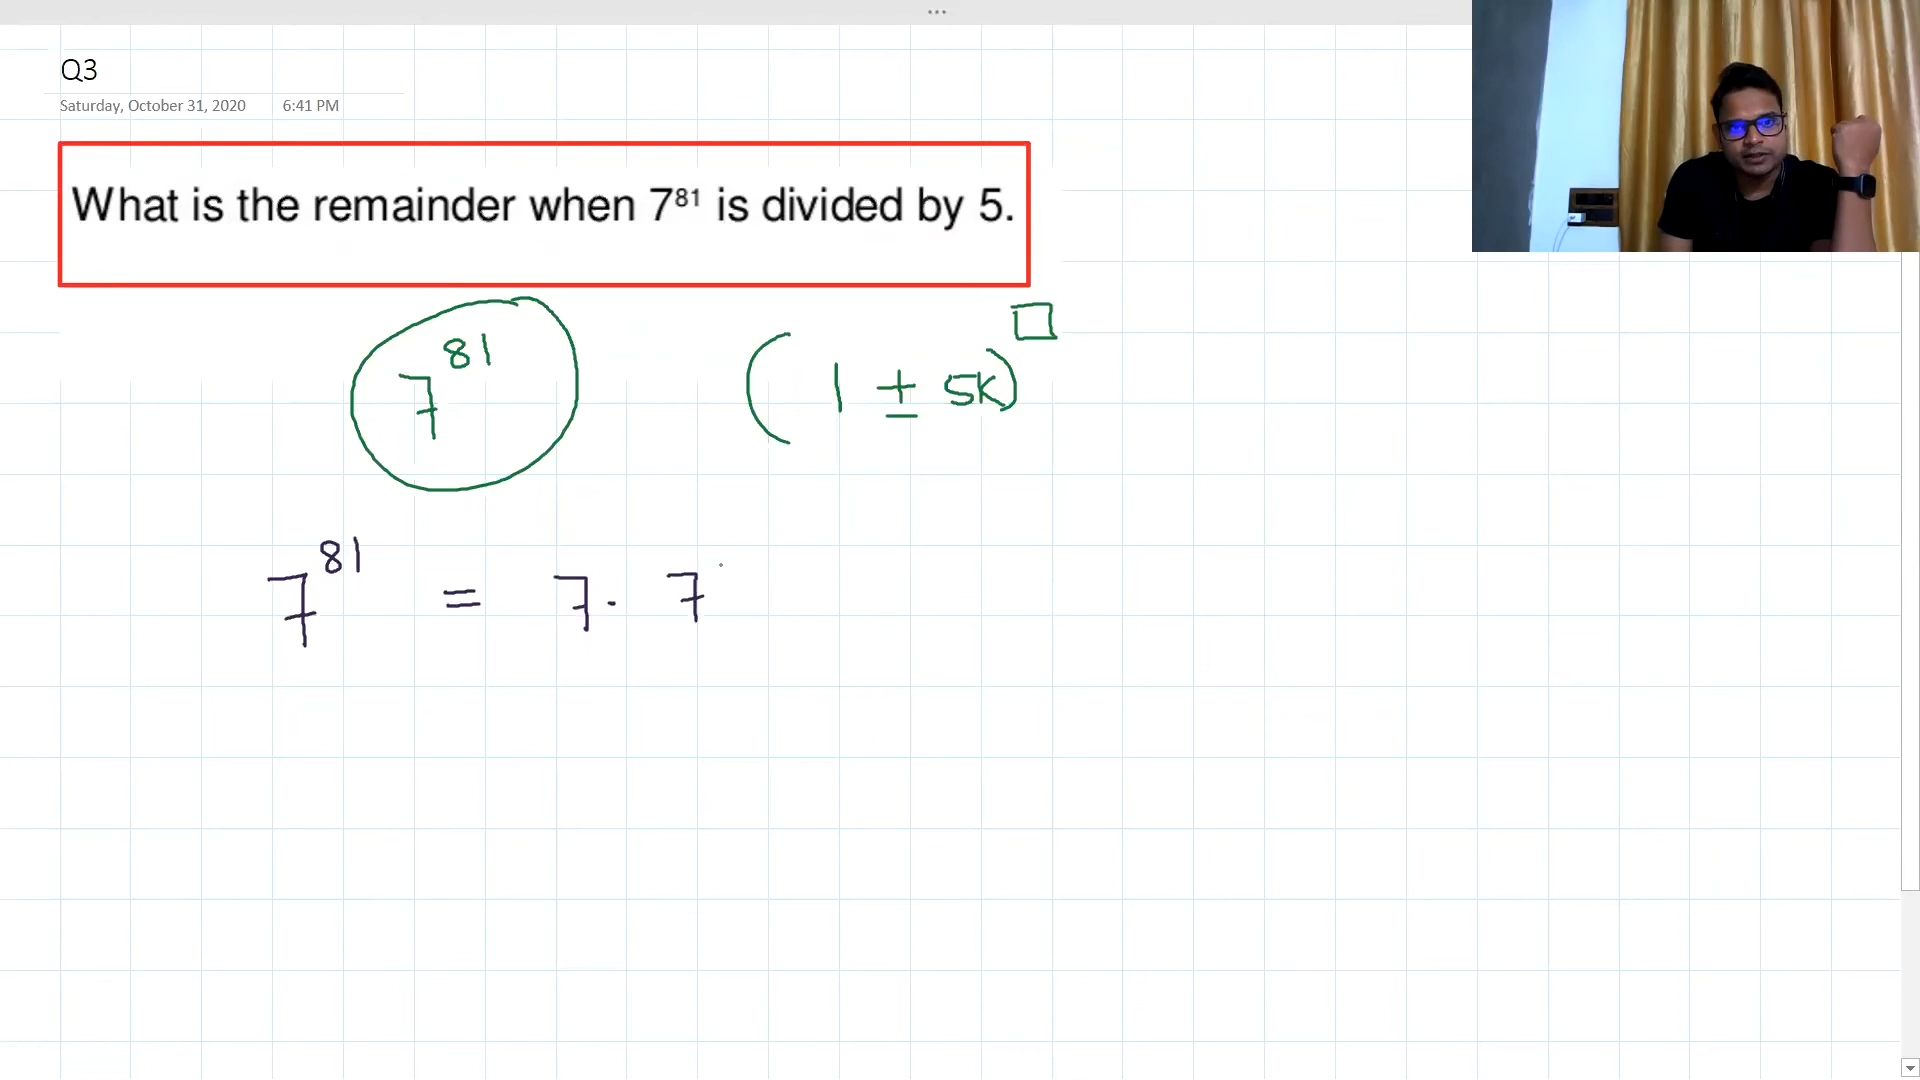 ...
Q3
Saturday, October 31, 2020 6:41 PM
What is the remainder when 7⁸¹ is divided by 5.
7⁸¹ (1 ± 5K)□
7⁸¹ = 7. 7